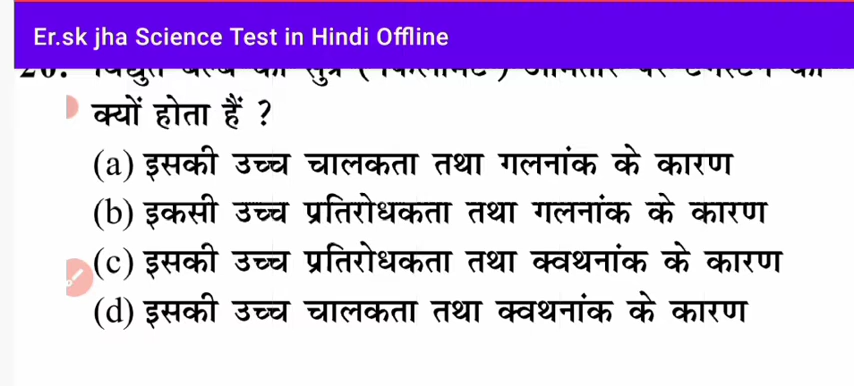 Er.sk jha Science Test in Hindi Offline
क्यों होता हैं ?
(a) इसकी उच्च चालकता तथा गलनांक के कारण
(b) इकसी उच्च प्रतिरोधकता तथा गलनांक के कारण
(c) इसकी उच्च प्रतिरोधकता तथा क्वथनांक के कारण
(d) इसकी उच्च चालकता तथा क्वथनांक के कारण